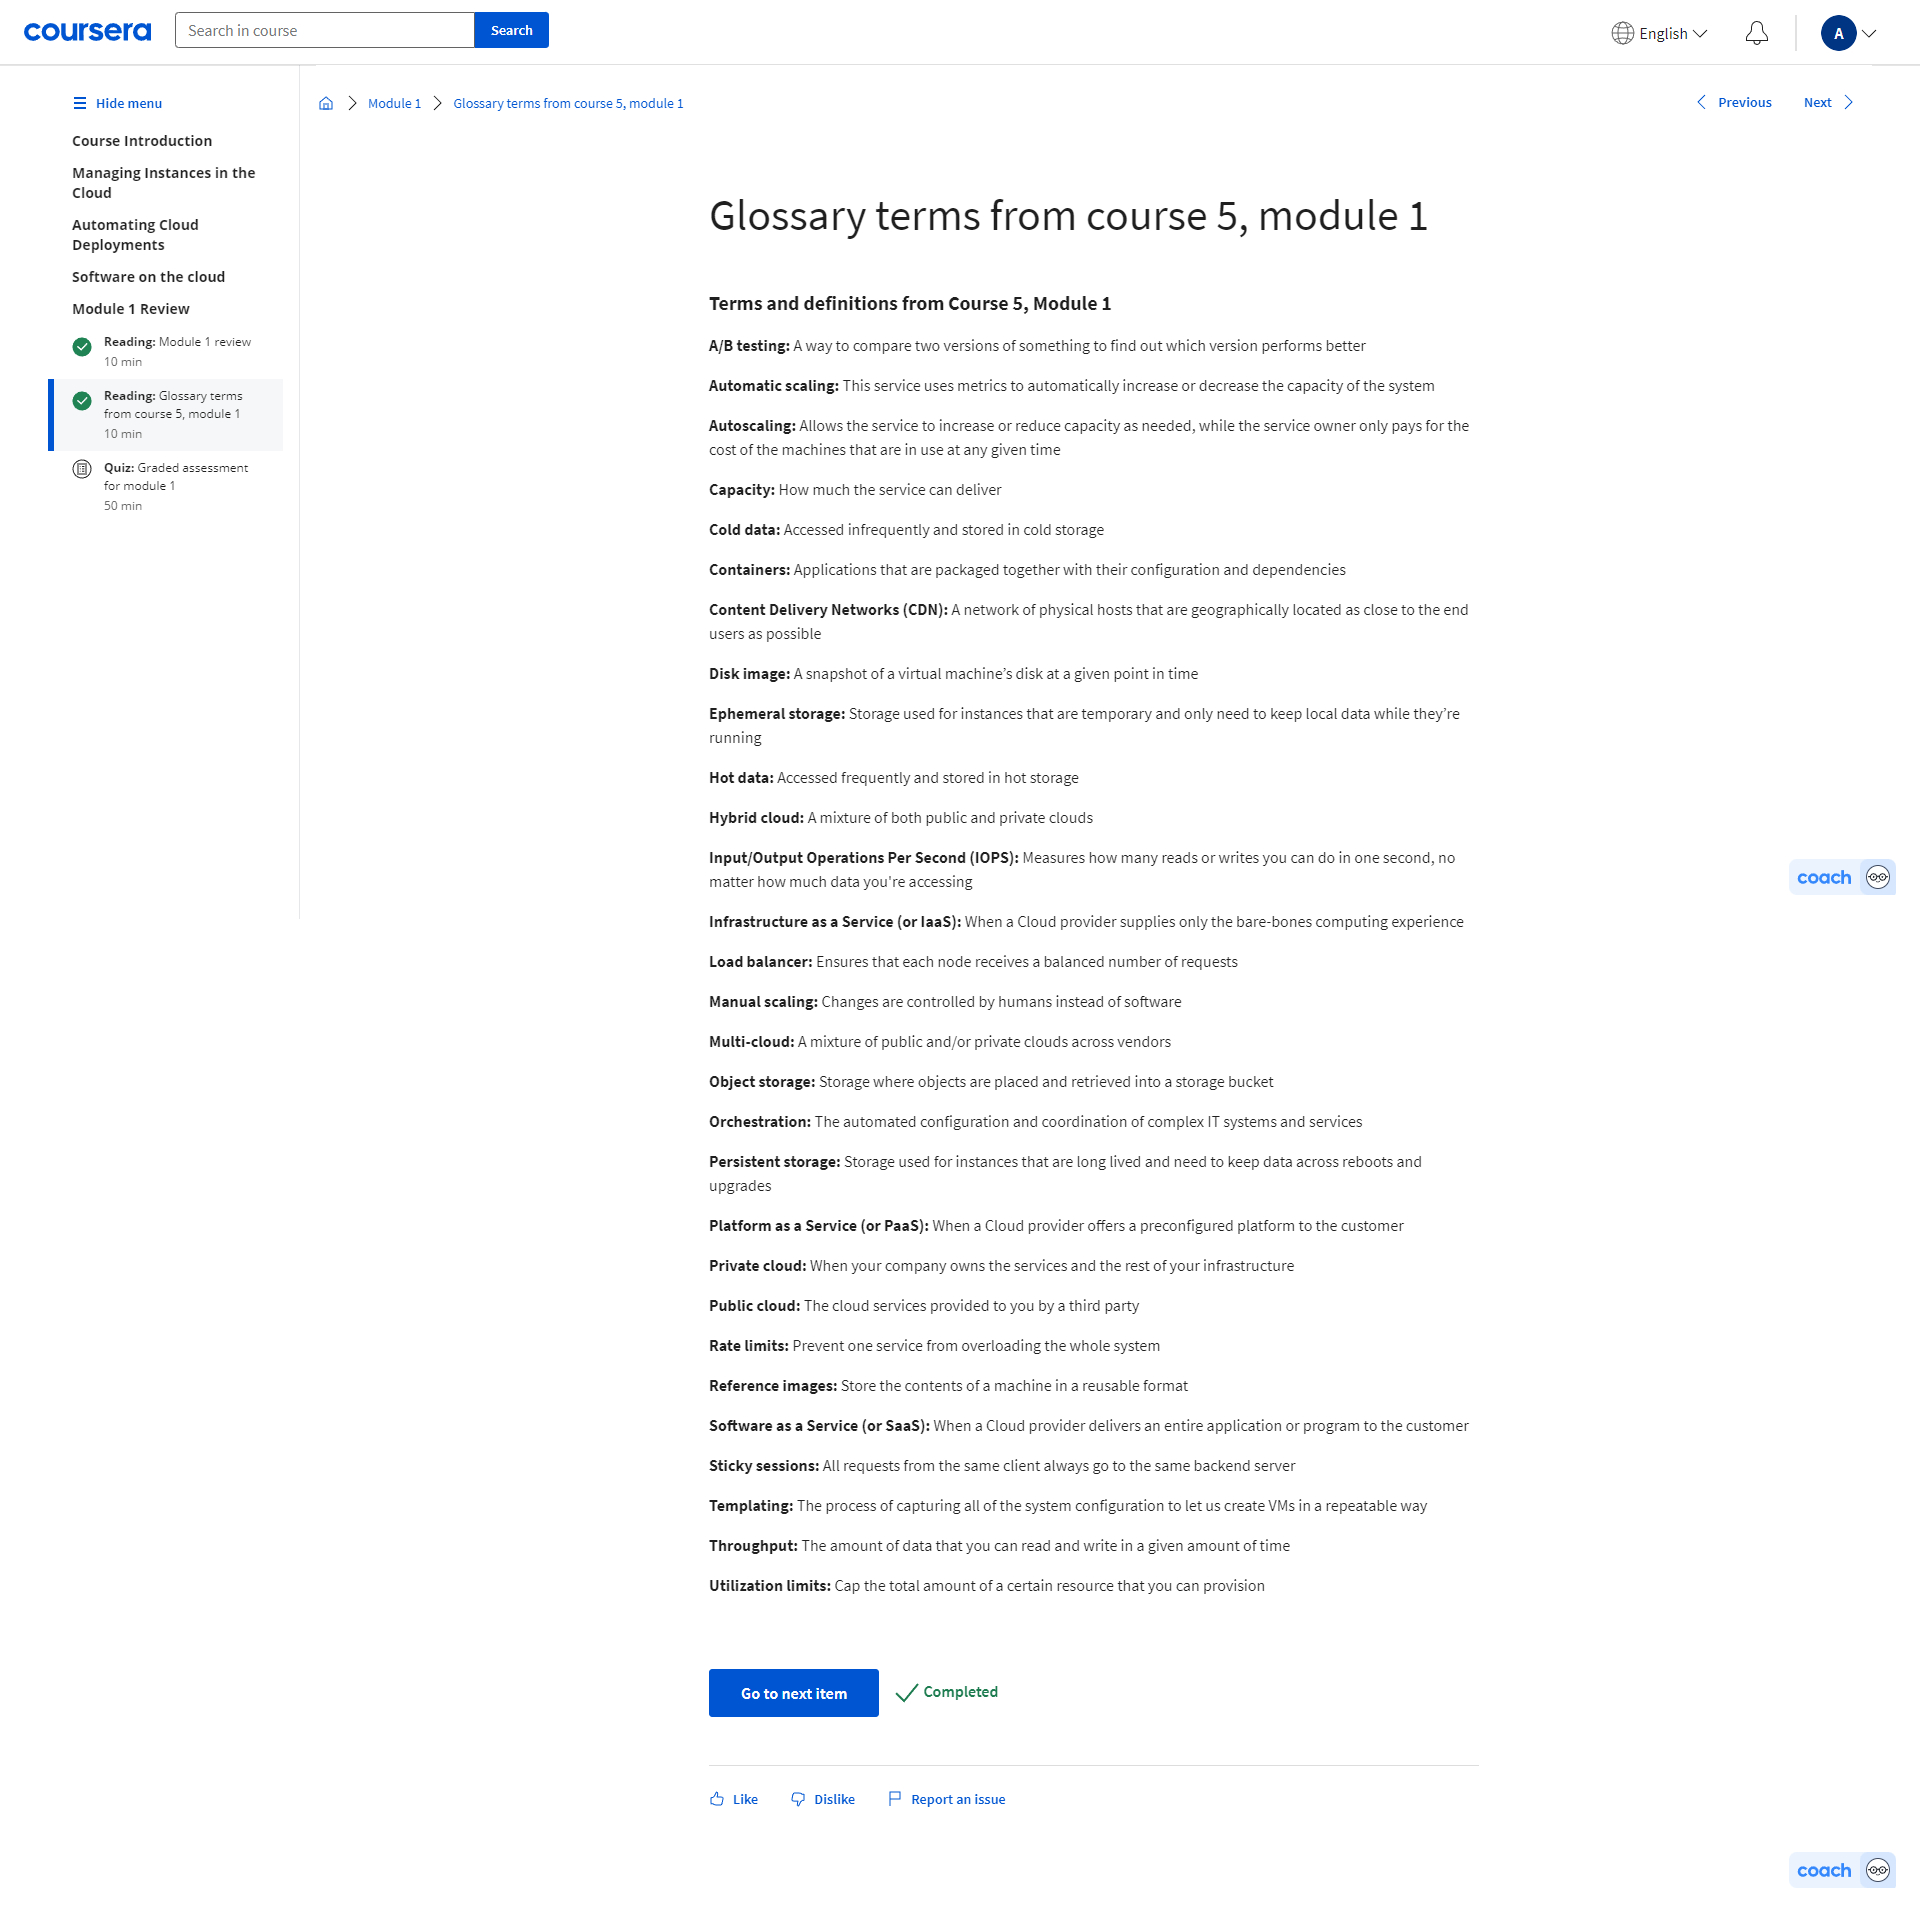 coursera
Search in course
Search
English
A
Hide menu
Module 1
Glossary terms from course 5, module 1
Previous
Next
Course Introduction
Managing Instances in the
Cloud
Automating Cloud
Deployments
Software on the cloud
Module 1 Review
Reading: Module 1 review
10 min
Reading: Glossary terms
from course 5, module 1
10 min
Quiz: Graded assessment
for module 1
50 min
Glossary terms from course 5, module 1
Terms and definitions from Course 5, Module 1
A/B testing: A way to compare two versions of something to find out which version performs better
Automatic scaling: This service uses metrics to automatically increase or decrease the capacity of the system
Autoscaling: Allows the service to increase or reduce capacity as needed, while the service owner only pays for the
cost of the machines that are in use at any given time
Capacity: How much the service can deliver
Cold data: Accessed infrequently and stored in cold storage
Containers: Applications that are packaged together with their configuration and dependencies
Content Delivery Networks (CDN): A network of physical hosts that are geographically located as close to the end
users as possible
Disk image: A snapshot of a virtual machine’s disk at a given point in time
Ephemeral storage: Storage used for instances that are temporary and only need to keep local data while they’re
running
Hot data: Accessed frequently and stored in hot storage
Hybrid cloud: A mixture of both public and private clouds
Input/Output Operations Per Second (IOPS): Measures how many reads or writes you can do in one second, no
matter how much data you're accessing
Infrastructure as a Service (or IaaS): When a Cloud provider supplies only the bare-bones computing experience
Load balancer: Ensures that each node receives a balanced number of requests
Manual scaling: Changes are controlled by humans instead of software
Multi-cloud: A mixture of public and/or private clouds across vendors
Object storage: Storage where objects are placed and retrieved into a storage bucket
Orchestration: The automated configuration and coordination of complex IT systems and services
Persistent storage: Storage used for instances that are long lived and need to keep data across reboots and
upgrades
Platform as a Service (or PaaS): When a Cloud provider offers a preconfigured platform to the customer
Private cloud: When your company owns the services and the rest of your infrastructure
Public cloud: The cloud services provided to you by a third party
Rate limits: Prevent one service from overloading the whole system
Reference images: Store the contents of a machine in a reusable format
Software as a Service (or SaaS): When a Cloud provider delivers an entire application or program to the customer
Sticky sessions: All requests from the same client always go to the same backend server
Templating: The process of capturing all of the system configuration to let us create VMs in a repeatable way
Throughput: The amount of data that you can read and write in a given amount of time
Utilization limits: Cap the total amount of a certain resource that you can provision
Go to next item
Completed
Like
Dislike
Report an issue
coach
coach